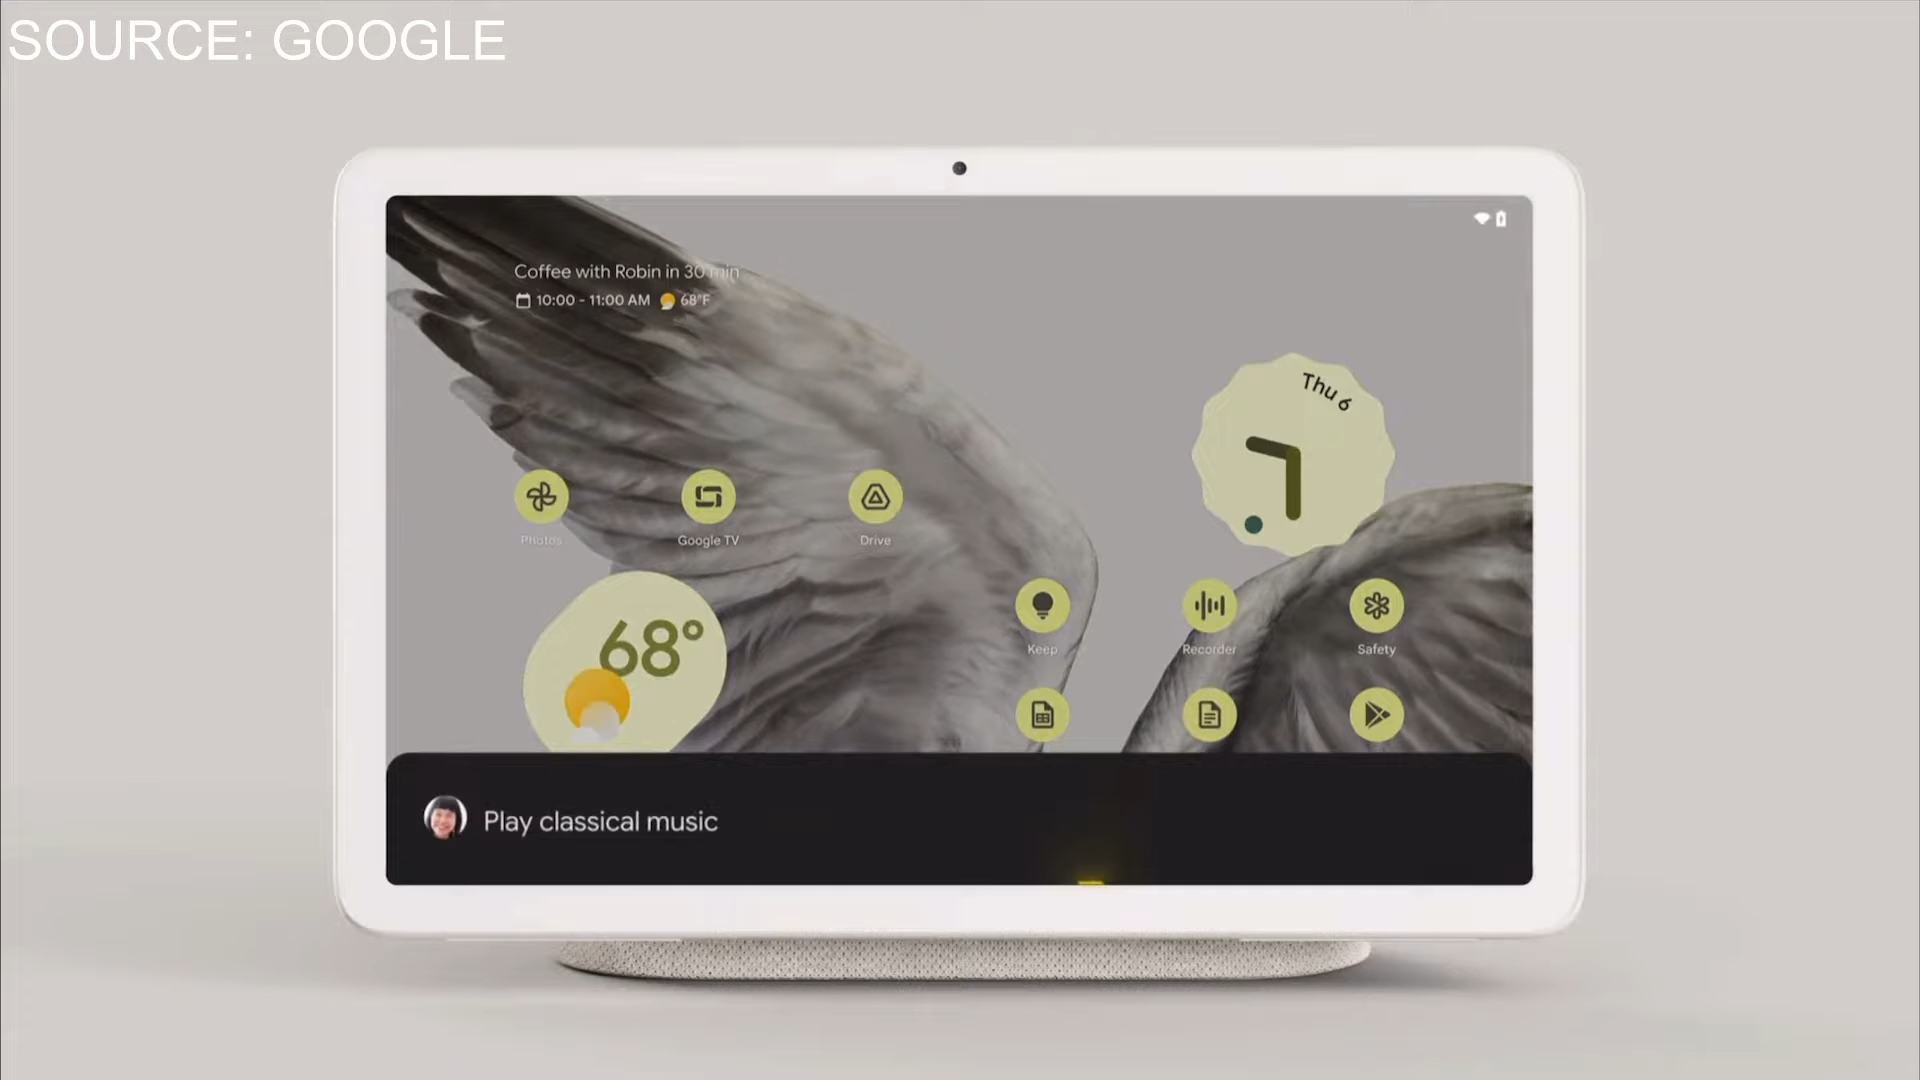 SOURCE: GOOGLE
Coffee with Robin in 30 min
10:00 - 11:00 AM 68°F
Thu 6
Photos
Google TV
Drive
68°
Keep
Recorder
Safety
Play classical music